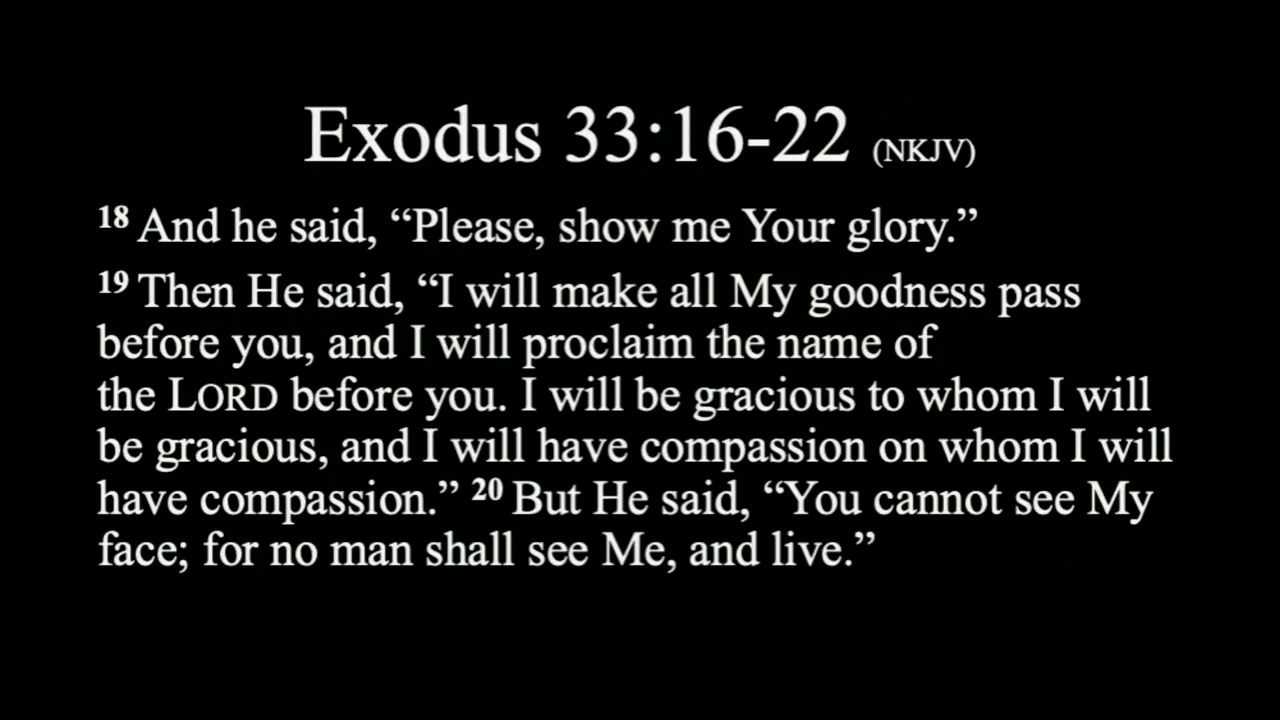 Exodus 33:16-22 (NKJV)
18 And he said, “Please, show me Your glory.”
19 Then He said, “I will make all My goodness pass
before you, and I will proclaim the name of
the LORD before you. I will be gracious to whom I will
be gracious, and I will have compassion on whom I will
have compassion.” 20 But He said, “You cannot see My
face; for no man shall see Me, and live.”